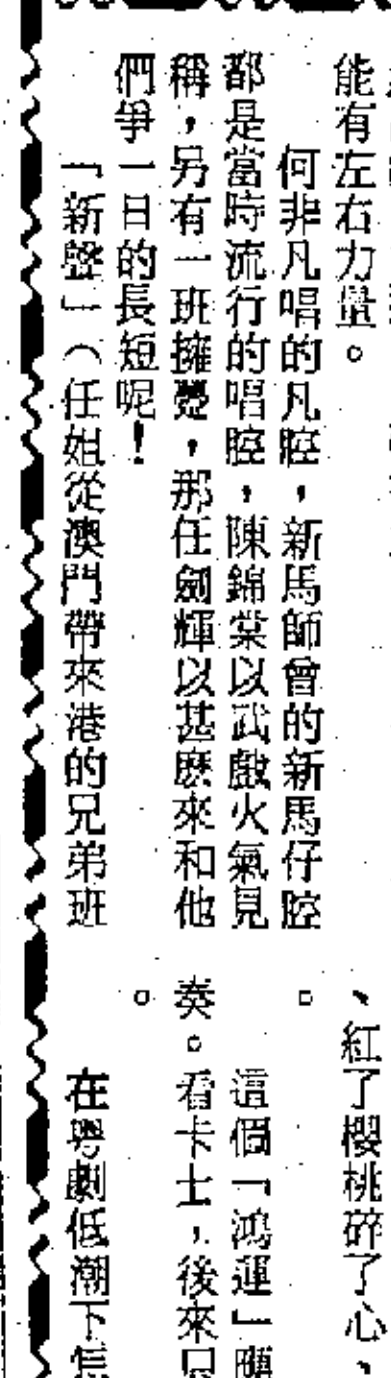 能有左右力量。
何非凡唱的凡腔，新馬師曾的新馬仔腔
都是當時流行的唱腔，陳錦棠以武戲火氣見
稱，另有一班擁躉，那任劍輝以甚麽來和他
們爭一日的長短呢！
「新聲」（任姐從澳門帶來港的兄弟班
、紅了櫻桃碎了心、
。
這個「鴻運」
奏。看卡士，後來
。
在粵劇低潮下怎